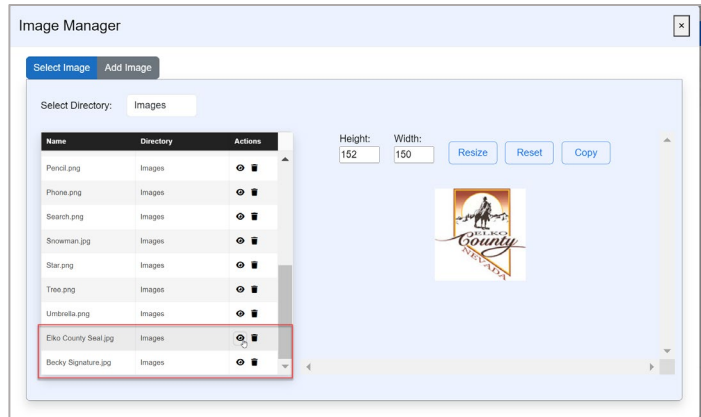 Image Manager
×
Select Image Add Image
Select Directory: Images
Name Directory Actions
Pencil.png Images
Phone.png Images
Search.png Images
Snowman.jpg Images
Star.png Images
Tree.png Images
Umbrella.png Images
Elko County Seal.jpg Images
Becky Signature.jpg Images
Height: Width:
152 150 Resize Reset Copy
ELKO
County
NEVADA